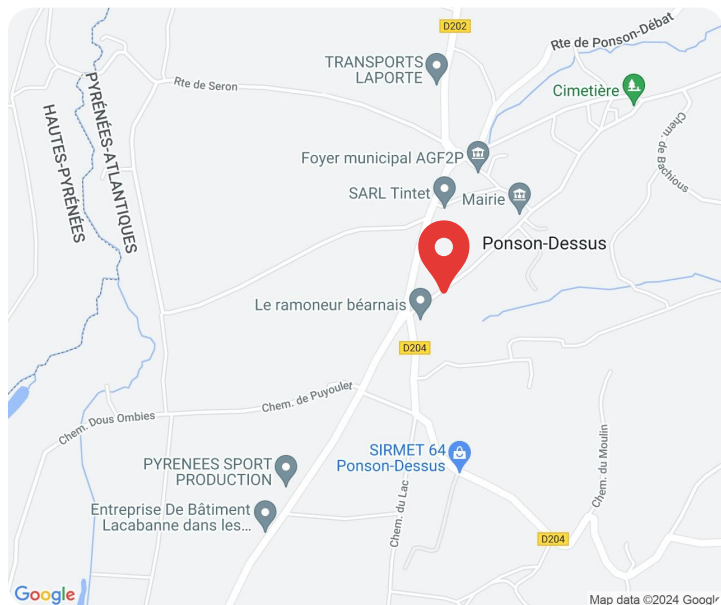 D202
Rte de Ponson-Débat
TRANSPORTS
LAPORTE
Rte de Seron
Cimetière
PYRÉNÉES-ATLANTIQUES
HAUTES-PYRÉNÉES
Chem. de Bachious
Foyer municipal AGF2P
SARL Tintet
Mairie
Ponson-Dessus
Le ramoneur béarnais
D204
Chem. de Puyouler
Chem. Dous Ombies
SIRMET 64
Ponson-Dessus
PYRENEES SPORT
PRODUCTION
Chem. du Lac
Chem. du Moulin
Entreprise De Bâtiment
Lacabanne dans les...
D204
Google
Map data ©2024 Google